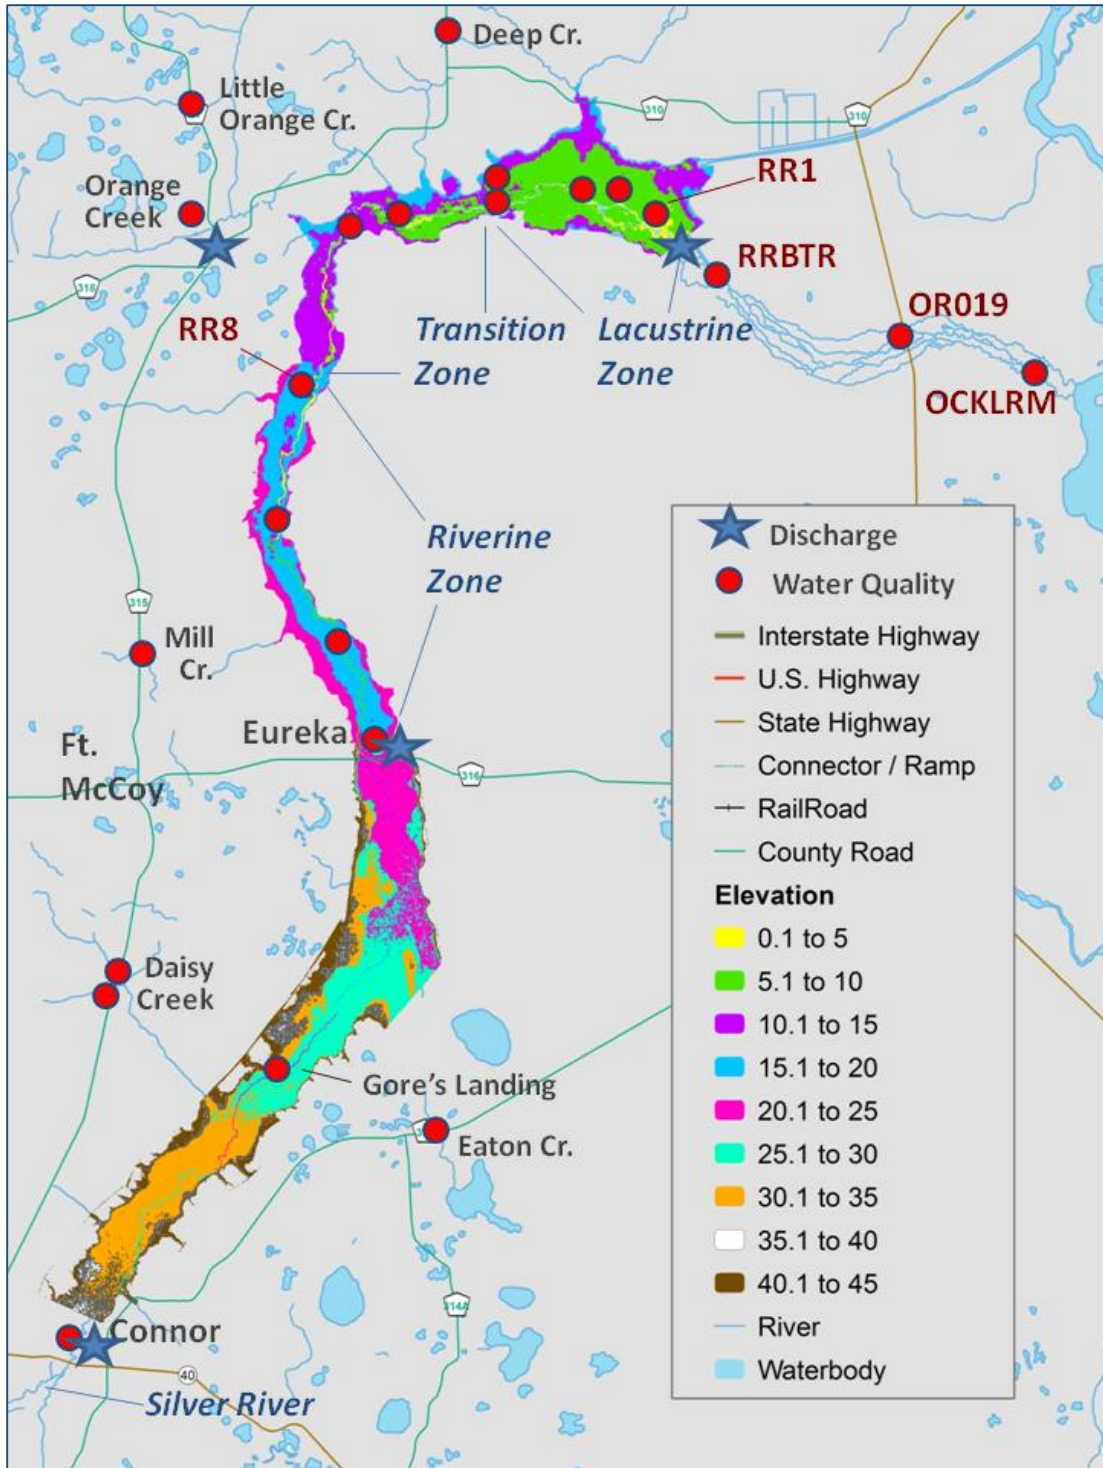 Deep Cr.
Little
Orange Cr.
310
310
Orange
Creek
RR1
RRBTR
318
RR8
Transition
Zone
Lacustrine
Zone
OR019
OCKLRM
Riverine
Zone
315
Mill
Cr.
Eureka
Ft.
McCoy
316
Daisy
Creek
Gore's Landing
Eaton Cr.
314A
Connor
40
Silver River
Discharge
Water Quality
Interstate Highway
U.S. Highway
State Highway
Connector / Ramp
RailRoad
County Road
Elevation
0.1 to 5
5.1 to 10
10.1 to 15
15.1 to 20
20.1 to 25
25.1 to 30
30.1 to 35
35.1 to 40
40.1 to 45
River
Waterbody